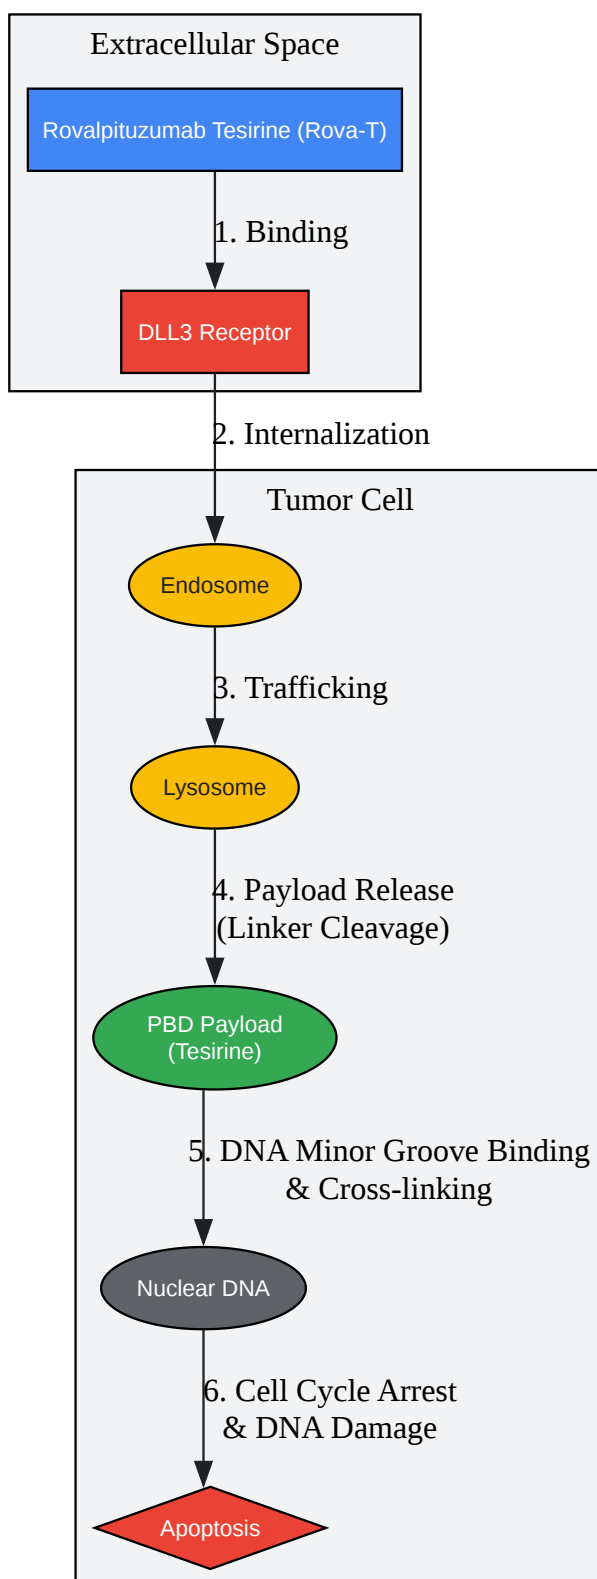 Extracellular Space
Rovalpituzumab Tesirine (Rova-T)
1. Binding
DLL3 Receptor
2. Internalization
Tumor Cell
Endosome
3. Trafficking
Lysosome
4. Payload Release
(Linker Cleavage)
PBD Payload
(Tesirine)
5. DNA Minor Groove Binding
& Cross-linking
Nuclear DNA
6. Cell Cycle Arrest
& DNA Damage
Apoptosis